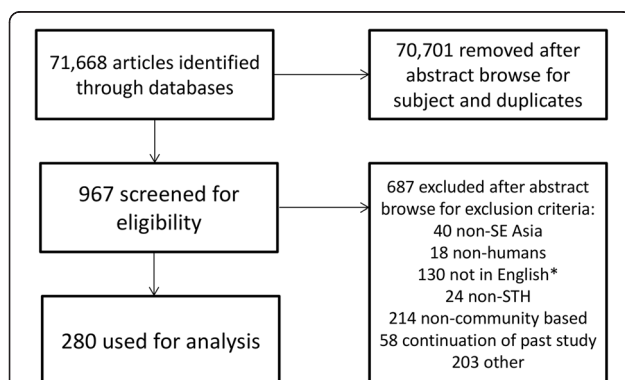 71,668 articles identified
through databases
70,701 removed after
abstract browse for
subject and duplicates
967 screened for
eligibility
687 excluded after abstract
browse for exclusion criteria:
40 non-SE Asia
18 non-humans
130 not in English*
24 non-STH
214 non-community based
58 continuation of past study
203 other
280 used for analysis